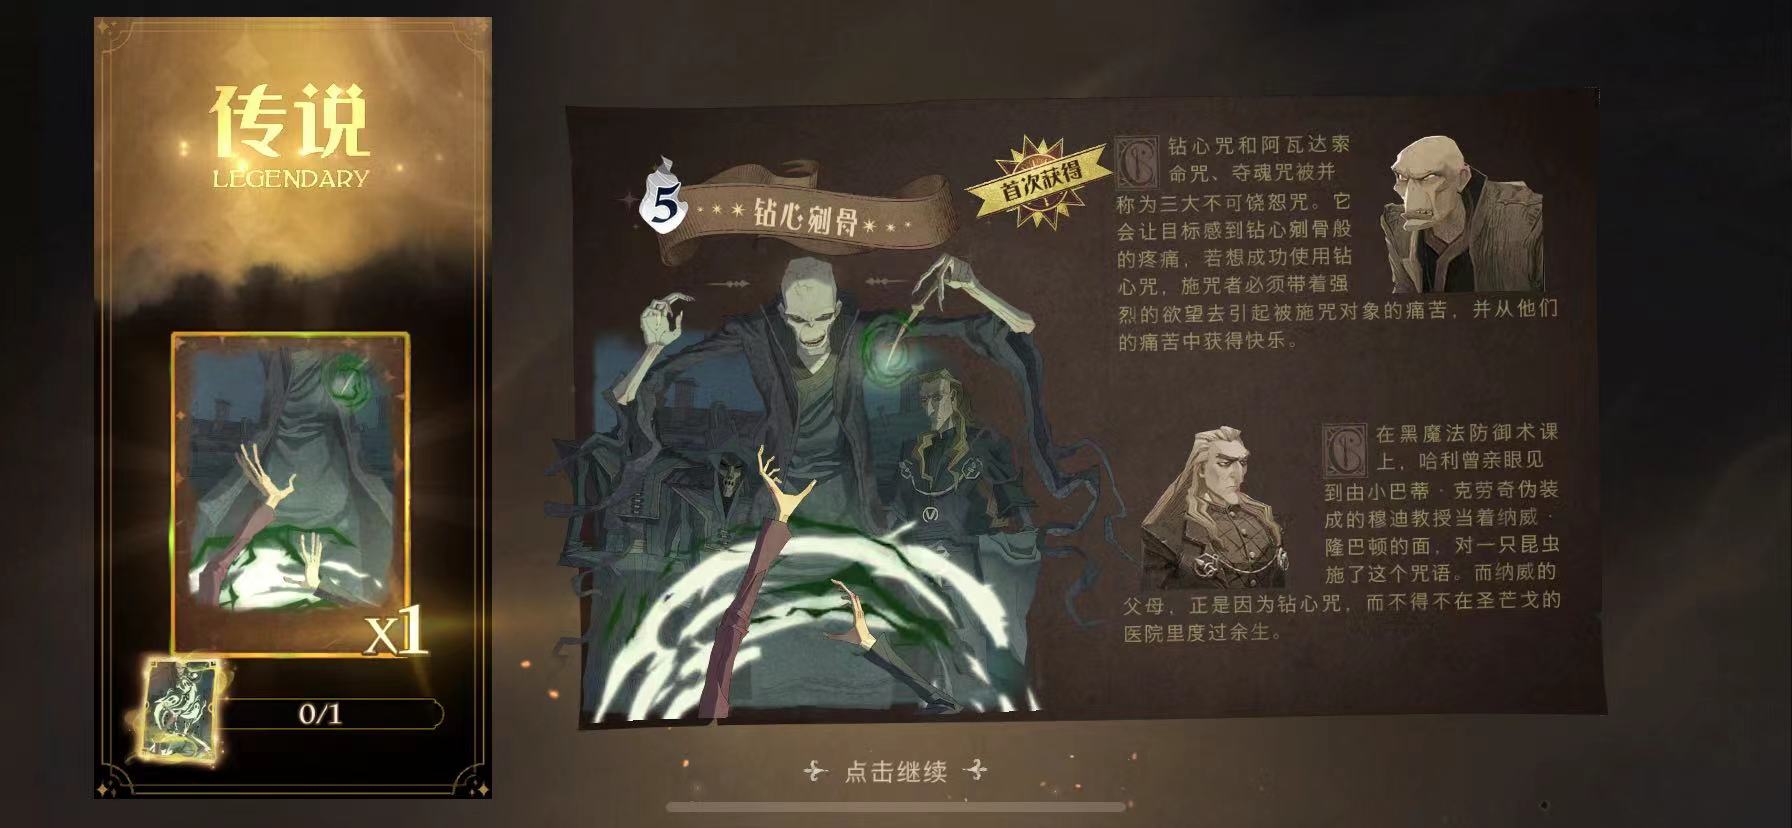 传说
LEGENDARY
x1
0/1
5
钻心剜骨
首次获得
钻心咒和阿瓦达索
命咒、夺魂咒被并
称为三大不可饶恕咒。它
会让目标感到钻心剜骨般
的疼痛，若想成功使用钻
心咒，施咒者必须带着强
烈的欲望去引起被施咒对象的痛苦，并从他们
的痛苦中获得快乐。
在黑魔法防御术课
上，哈利曾亲眼见
到由小巴蒂·克劳奇伪装
成的穆迪教授当着纳威·
隆巴顿的面，对一只昆虫
施了这个咒语。而纳威的
父母，正是因为钻心咒，而不得不在圣芒戈的
医院里度过余生。
点击继续